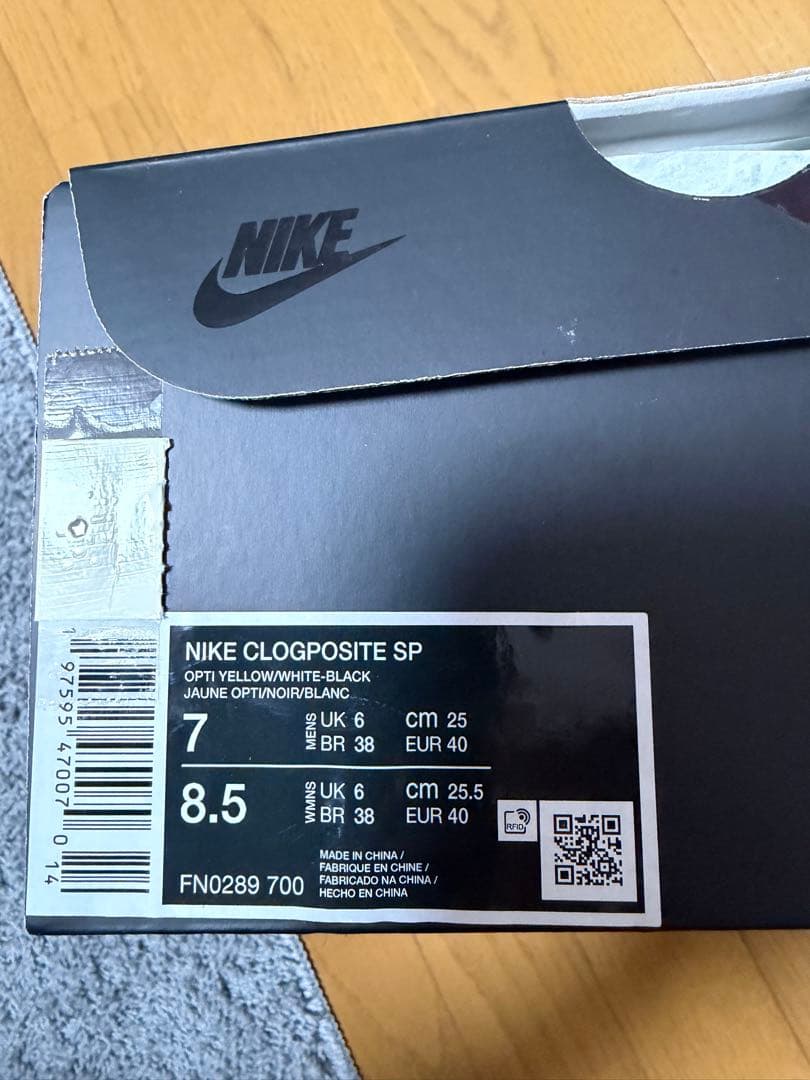 NIKE
NIKE CLOGPOSITE SP
OPTI YELLOW/WHITE-BLACK
JAUNE OPTI/NOIR/BLANC
7 MENS UK 6 cm 25
BR 38 EUR 40
8.5 WMNS UK 6 cm 25.5
BR 38 EUR 40
RFID
FN0289 700
MADE IN CHINA /
FABRIQUE EN CHINE /
FABRICADO NA CHINA /
HECHO EN CHINA
1 97595 47007 0 14